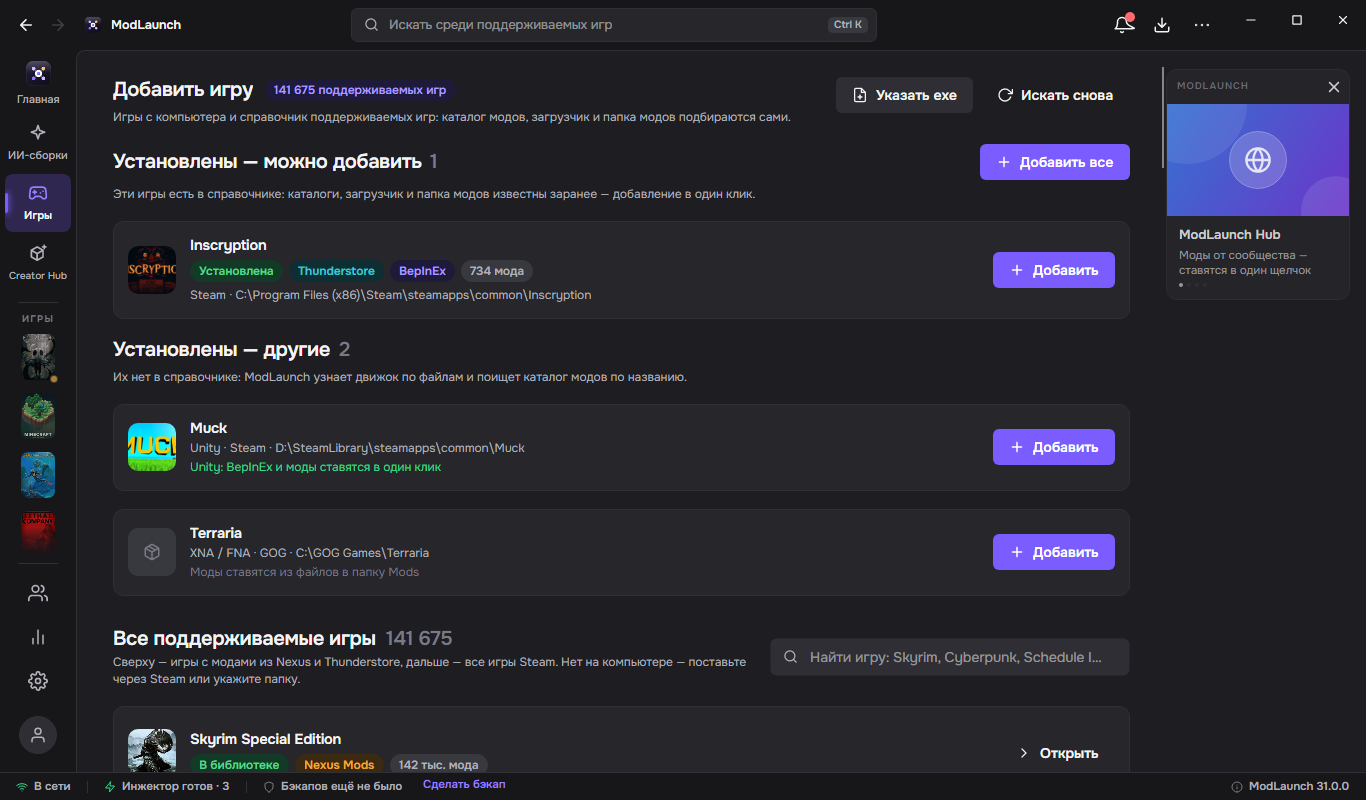 ModLaunch
Искать среди поддерживаемых игр
Ctrl K
Главная
ИИ-сборки
Игры
Creator Hub
ИГРЫ
MINECRAFT
LETHAL
COMPANY
Добавить игру
141 675 поддерживаемых игр
Указать exe
Искать снова
Игры с компьютера и справочник поддерживаемых игр: каталог модов, загрузчик и папка модов подбираются сами.
Установлены — можно добавить 1
Добавить все
Эти игры есть в справочнике: каталоги, загрузчик и папка модов известны заранее — добавление в один клик.
SCRYPTIO
Inscryption
Установлена
Thunderstore
BepInEx
734 мода
Steam · C:\Program Files (x86)\Steam\steamapps\common\Inscryption
Добавить
Установлены — другие 2
Их нет в справочнике: ModLaunch узнает движок по файлам и поищет каталог модов по названию.
MUCK
Muck
Unity · Steam · D:\SteamLibrary\steamapps\common\Muck
Unity: BepInEx и моды ставятся в один клик
Добавить
Terraria
XNA / FNA · GOG · C:\GOG Games\Terraria
Моды ставятся из файлов в папку Mods
Добавить
Все поддерживаемые игры 141 675
Сверху — игры с модами из Nexus и Thunderstore, дальше — все игры Steam. Нет на компьютере — поставьте
через Steam или укажите папку.
Найти игру: Skyrim, Cyberpunk, Schedule I...
Skyrim Special Edition
В библиотеке
Nexus Mods
142 тыс. мода
Открыть
MODLAUNCH
ModLaunch Hub
Моды от сообщества —
ставятся в один щелчок
В сети
Инжектор готов · 3
Бэкапов ещё не было
Сделать бэкап
ModLaunch 31.0.0